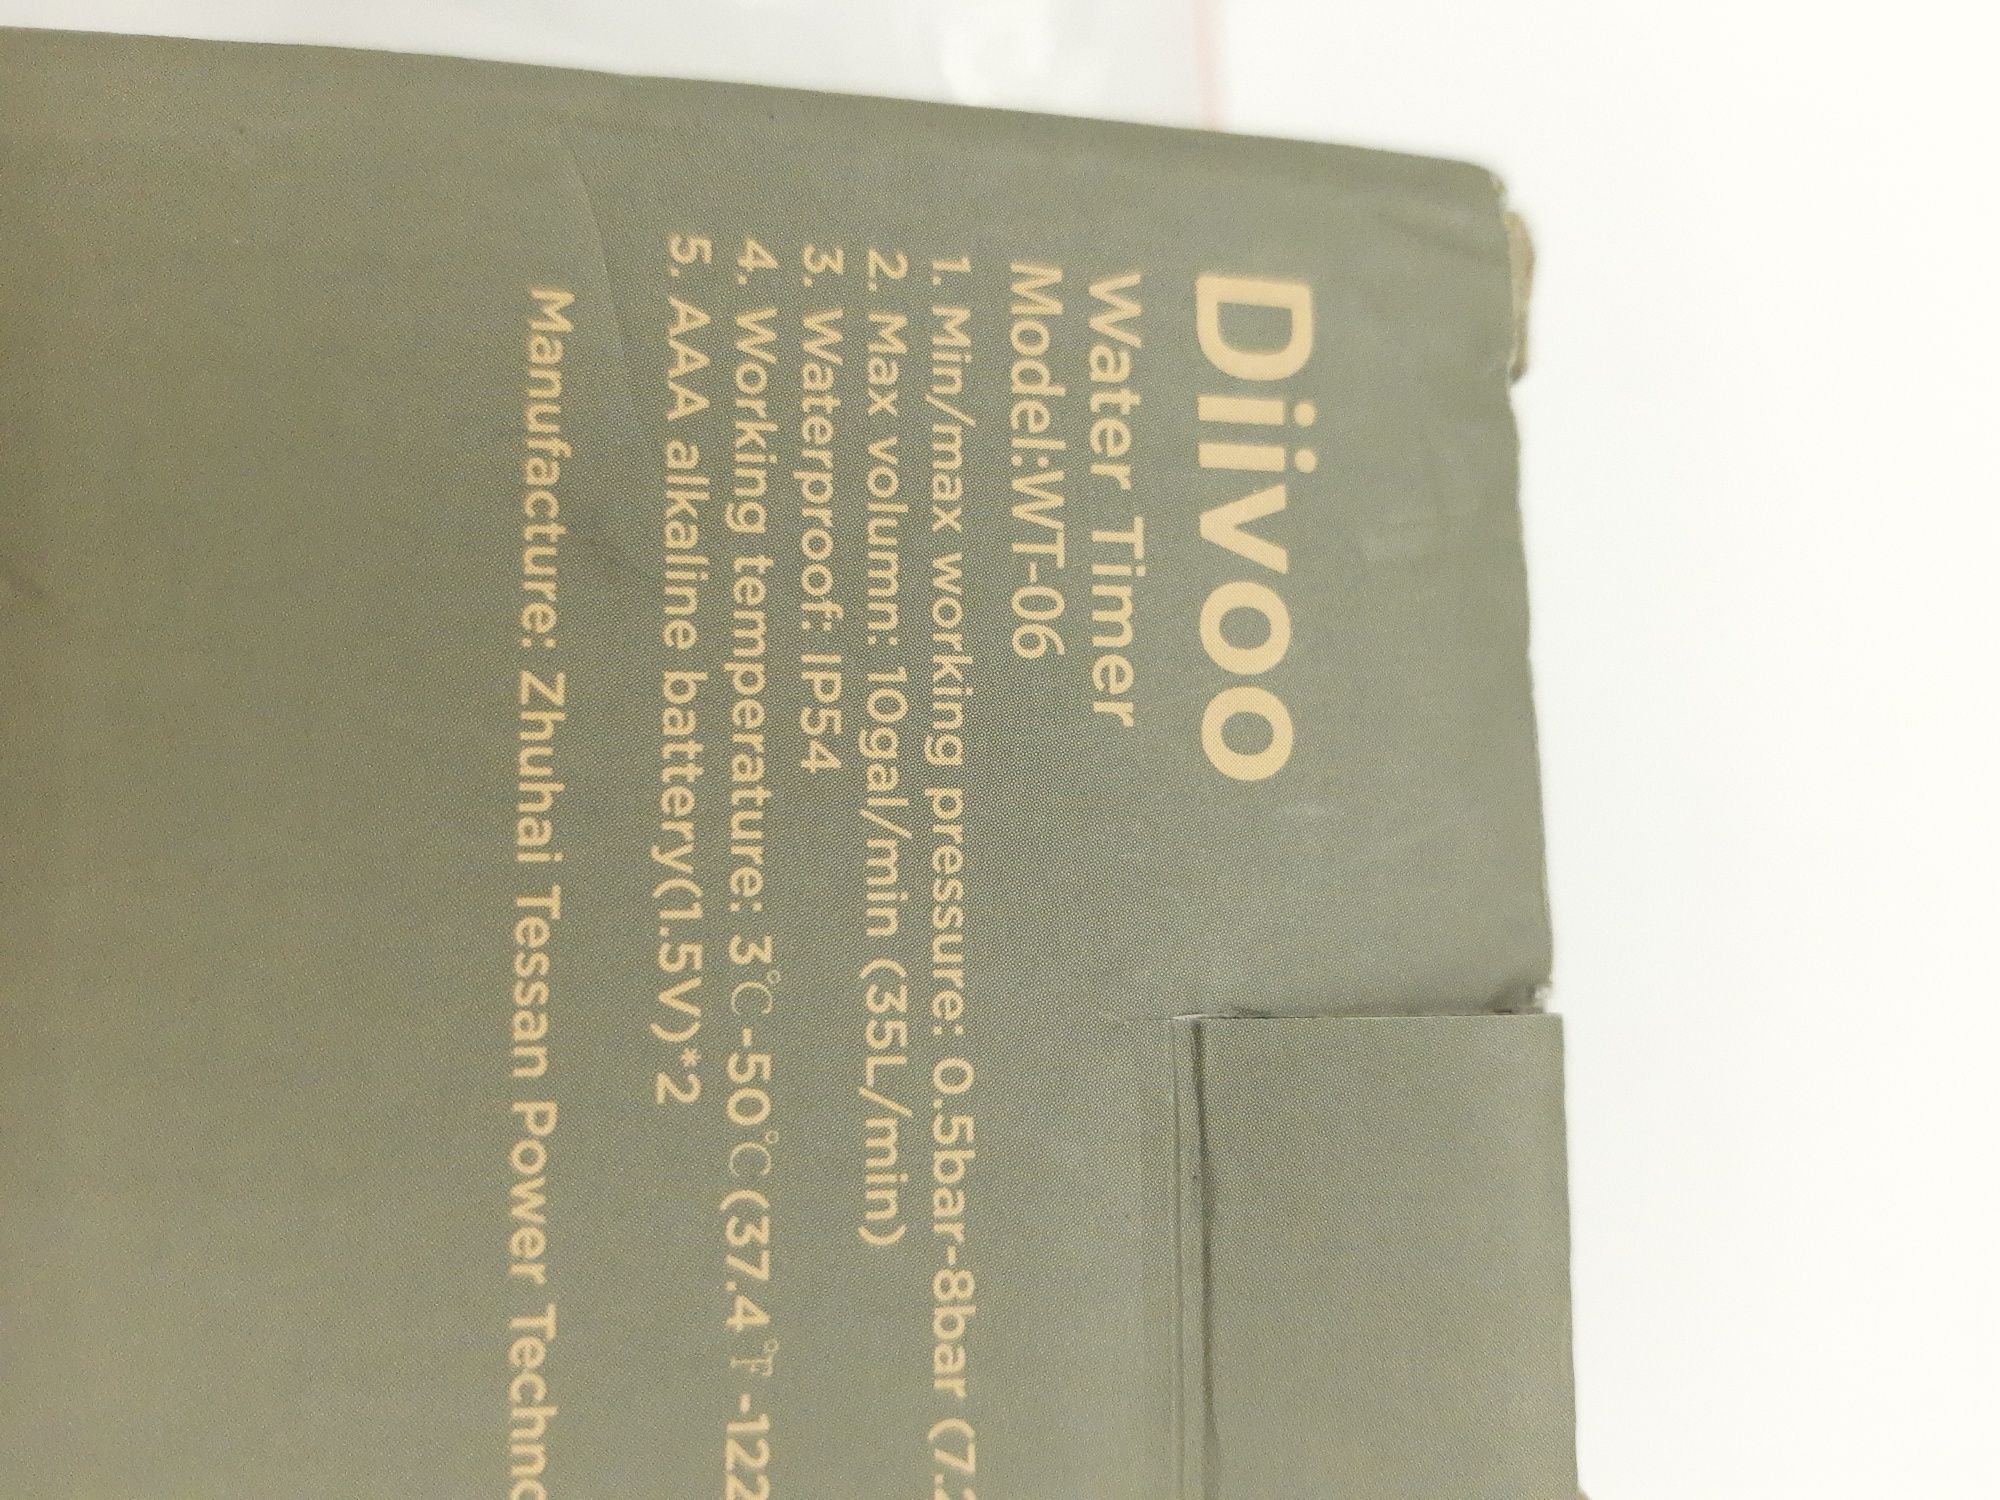 Diivoo
Water Timer
Model:WT-06
1. Min/max working pressure: 0.5bar-8bar (7.2
2. Max volumn: 10gal/min (35L/min)
3. Waterproof: IP54
4. Working temperature: 3℃-50℃(37.4℉-122
5. AAA alkaline battery(1.5V)*2
Manufacture: Zhuhai Tessan Power Techno